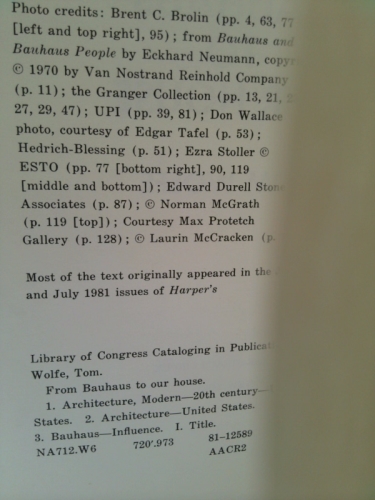 Photo credits: Brent C. Brolin (pp. 4, 63, 77
[left and top right], 95); from Bauhaus and
Bauhaus People by Eckhard Neumann,
© 1970 by Van Nostrand Reinhold Company
(p. 11); the Granger Collection (pp. 13, 21,
27, 29, 47); UPI (pp. 39, 81); Don Wallace
photo, courtesy of Edgar Tafel (p. 53);
Hedrich-Blessing (p. 51); Ezra Stoller ©
ESTO (pp. 77 [bottom right], 90, 119
[middle and bottom]); Edward Durell
Associates (p. 87); © Norman McGrath
(p. 119 [top]); Courtesy Max Protetch
Gallery (p. 128); © Laurin McCracken (p.
Most of the text originally appeared in the
and July 1981 issues of Harper's
Library of Congress Cataloging in
Wolfe, Tom.
From Bauhaus to our house.
1. Architecture, Modern—20th century—
States. 2. Architecture—United States.
3. Bauhaus—Influence. I. Title.
NA712.W6 720'.973 81-12589
AACR2